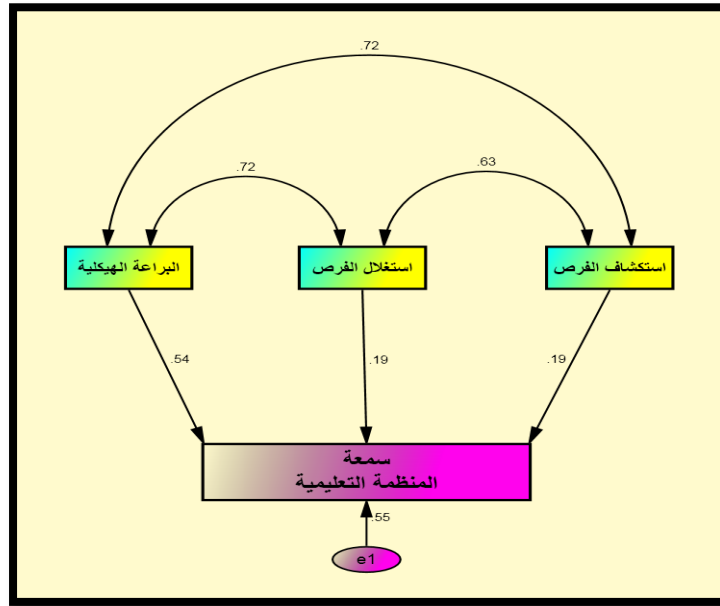 .72
.72
.63
البراعة الهيكلية
استغلال الفرص
استكشاف الفرص
.54
.19
.19
سمعة
المنظمة التعليمية
.55
e1